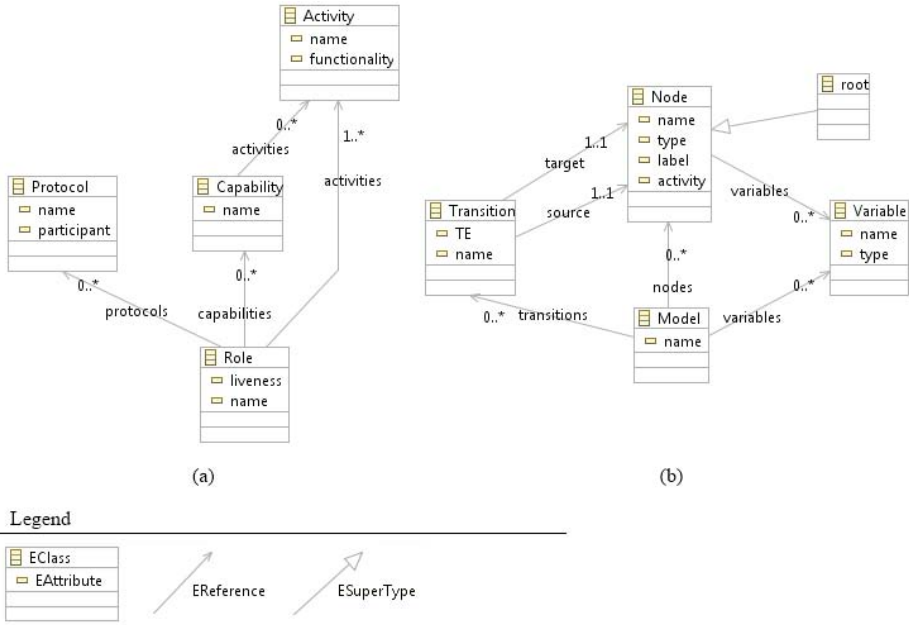 Activity
name
functionality
0..*
activities
1..*
activities
Protocol
name
participant
Capability
name
0..*
protocols
0..*
capabilities
Role
liveness
name
(a)
Node
name
type
label
activity
root
1..1
target
1..1
source
Transition
TE
name
variables
0..*
Variable
name
type
0..*
nodes
0..*
transitions
0..*
variables
Model
name
(b)
Legend
EClass
EAttribute
EReference
ESuperType